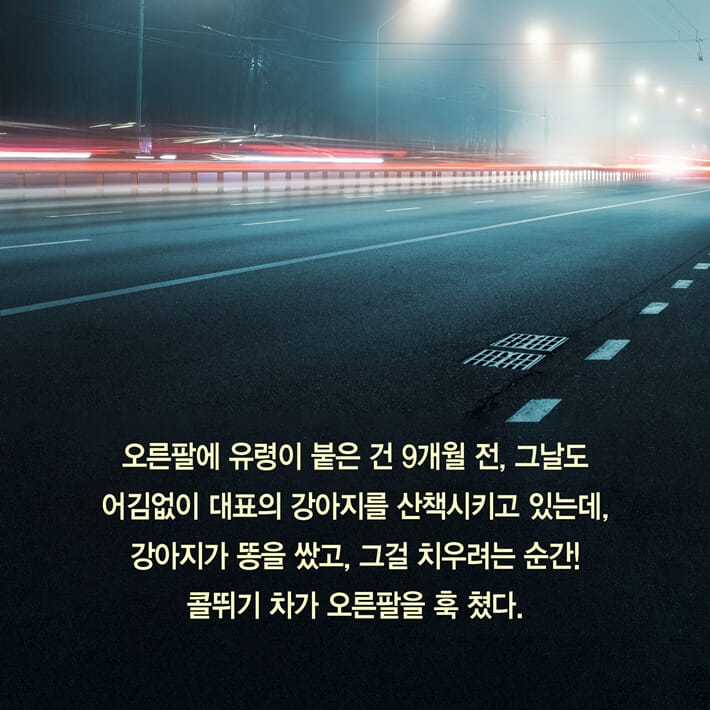 오른팔에 유령이 붙은 건 9개월 전, 그날도
어김없이 대표의 강아지를 산책시키고 있는데,
강아지가 똥을 쌌고, 그걸 치우려는 순간!
콜뛰기 차가 오른팔을 훅 쳤다.